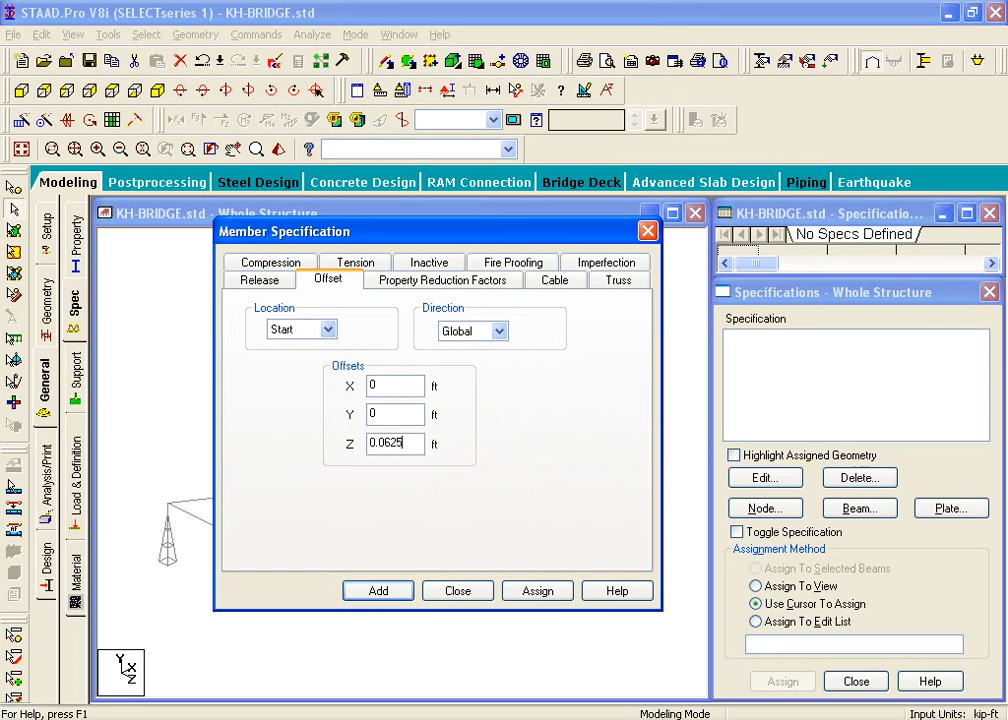 STAAD.Pro V8i (SELECTseries 1) - KH-BRIDGE.std
File Edit View Tools Select Geometry Commands Analyze Mode Window Help
Modeling Postprocessing Steel Design Concrete Design RAM Connection Bridge Deck Advanced Slab Design Piping Earthquake
KH-BRIDGE.std - Whole Structure
KH-BRIDGE.std - Specificatio...
No Specs Defined
Setup
Geometry
General
Analysis/Print
Design
Property
Spec
Support
Load & Definition
Material
Member Specification
Compression Tension Inactive Fire Proofing Imperfection
Release Offset Property Reduction Factors Cable Truss
Location
Start
Direction
Global
Offsets
X 0 ft
Y 0 ft
Z 0.0625 ft
Add Close Assign Help
Specifications - Whole Structure
Specification
Highlight Assigned Geometry
Edit... Delete...
Node... Beam... Plate...
Toggle Specification
Assignment Method
Assign To Selected Beams
Assign To View
Use Cursor To Assign
Assign To Edit List
Assign Close Help
Y
X
Z
For Help, press F1 Modeling Mode Input Units: kip-ft